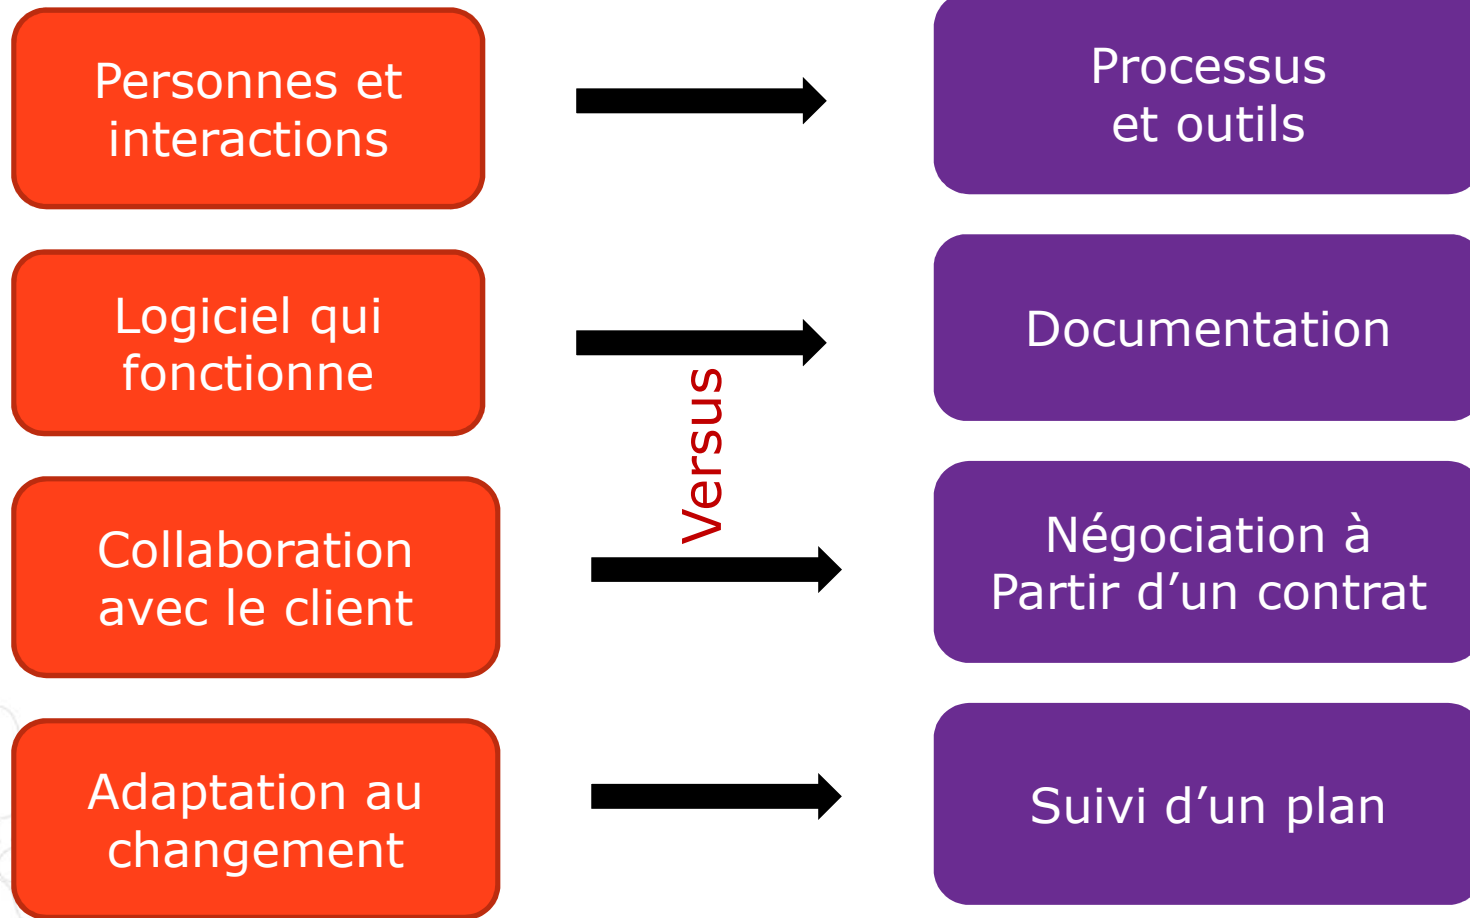 Personnes et
interactions
Processus
et outils
Logiciel qui
fonctionne
Documentation
Versus
Collaboration
avec le client
Négociation à
Partir d’un contrat
Adaptation au
changement
Suivi d’un plan